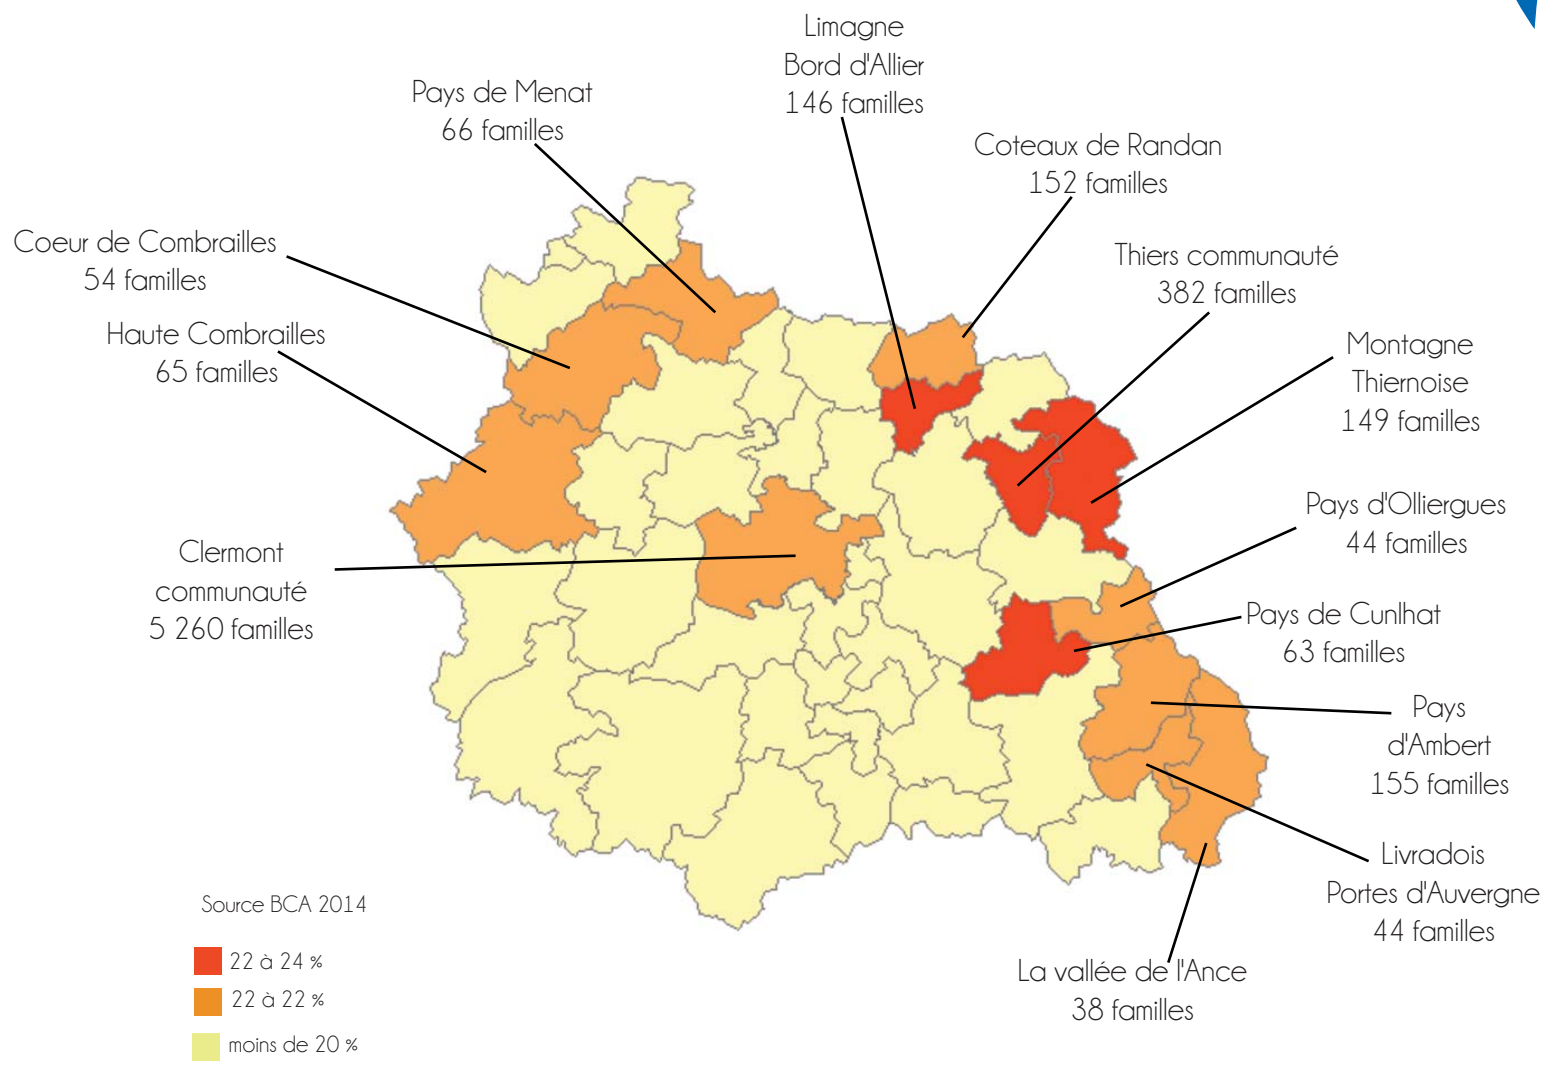 Limagne
Bord d'Allier
146 familles
Pays de Menat
66 familles
Coteaux de Randan
152 familles
Coeur de Combrailles
54 familles
Thiers communauté
382 familles
Haute Combrailles
65 familles
Montagne
Thiernoise
149 familles
Pays d'Olliergues
44 familles
Clermont
communauté
5 260 familles
Pays de Cunlhat
63 familles
Pays
d'Ambert
155 familles
Livradois
Portes d'Auvergne
44 familles
La vallée de l'Ance
38 familles
Source BCA 2014
22 à 24 %
22 à 22 %
moins de 20 %